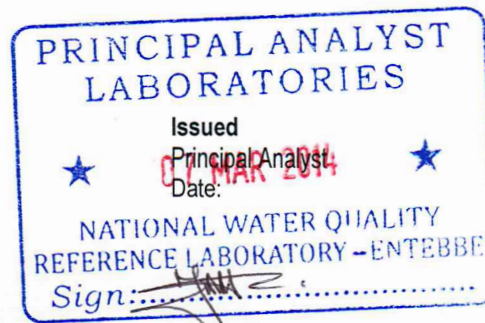 PRINCIPAL ANALYST
LABORATORIES
Issued
Principal Analyst
07 MAR 2014
Date:
NATIONAL WATER QUALITY
REFERENCE LABORATORY - ENTEBBE
Sign: